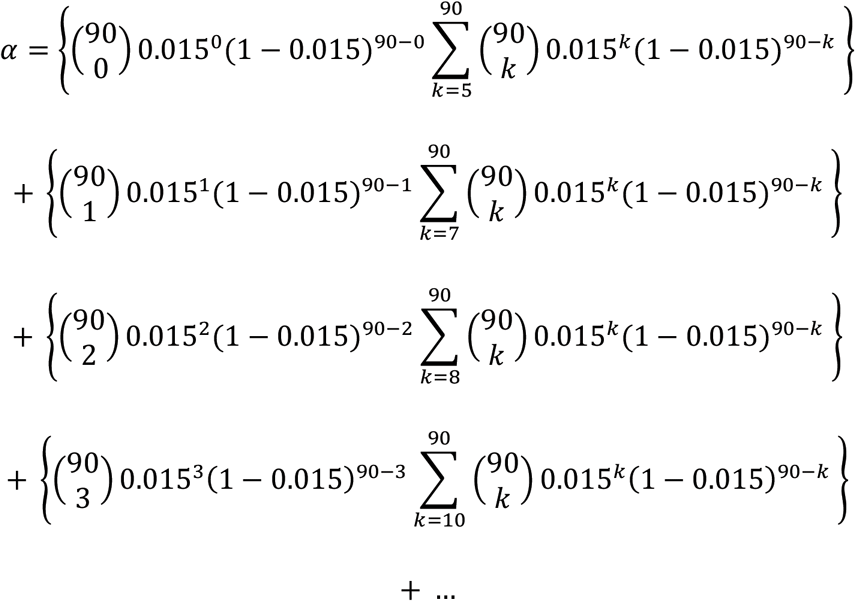 α = {(90 0) 0.015^0 (1 − 0.015)^{90−0} ∑_{k=5}^{90} (90 k) 0.015^k (1 − 0.015)^{90−k}}
+ {(90 1) 0.015^1 (1 − 0.015)^{90−1} ∑_{k=7}^{90} (90 k) 0.015^k (1 − 0.015)^{90−k}}
+ {(90 2) 0.015^2 (1 − 0.015)^{90−2} ∑_{k=8}^{90} (90 k) 0.015^k (1 − 0.015)^{90−k}}
+ {(90 3) 0.015^3 (1 − 0.015)^{90−3} ∑_{k=10}^{90} (90 k) 0.015^k (1 − 0.015)^{90−k}}
+ ...